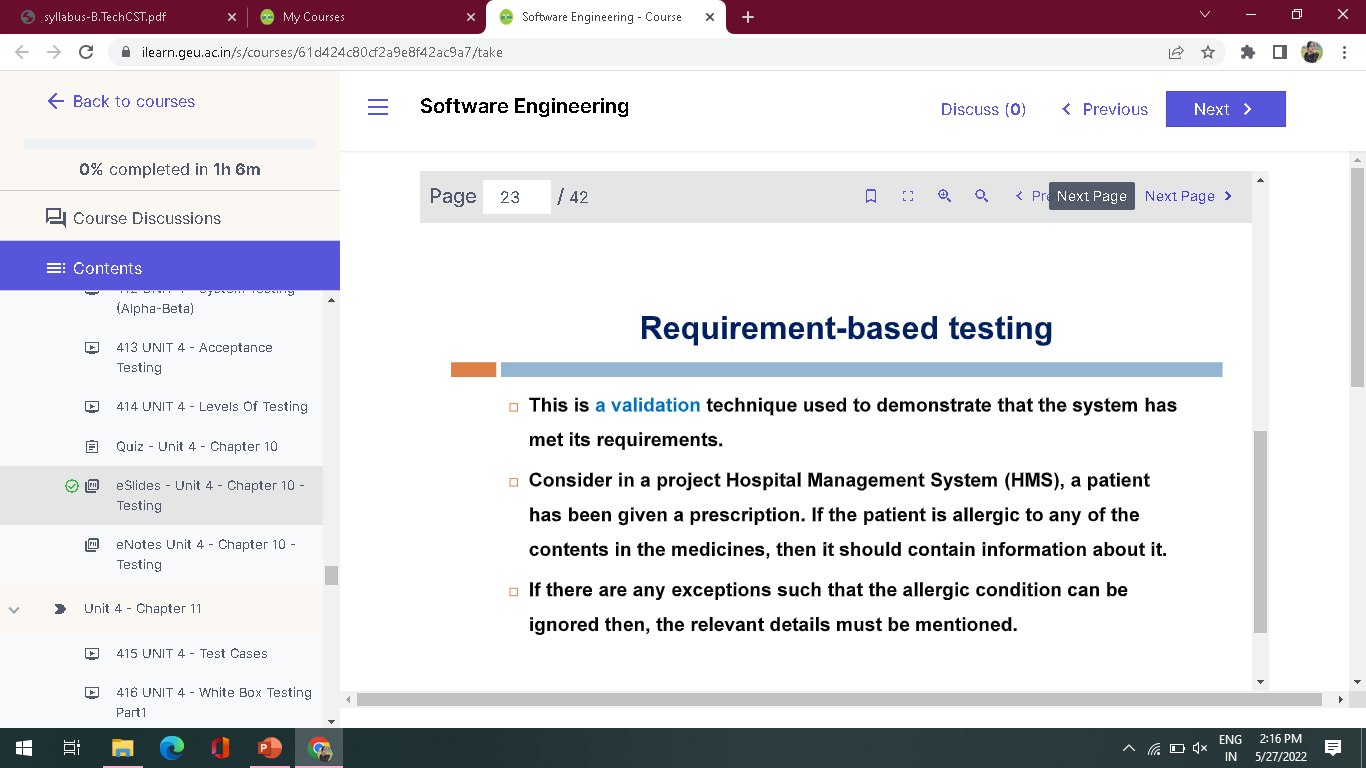 syllabus-B.TechCST.pdf
My Courses
Software Engineering - Course
ilearn.geu.ac.in/s/courses/61d424c80cf2a9e8f42ac9a7/take
Back to courses
0% completed in 1h 6m
Course Discussions
Contents
(Alpha-Beta)
413 UNIT 4 - Acceptance
Testing
414 UNIT 4 - Levels Of Testing
Quiz - Unit 4 - Chapter 10
eSlides - Unit 4 - Chapter 10 -
Testing
eNotes Unit 4 - Chapter 10 -
Testing
Unit 4 - Chapter 11
415 UNIT 4 - Test Cases
416 UNIT 4 - White Box Testing
Part1
Software Engineering
Discuss (0)
Previous
Next
Page 23 / 42
Next Page
Next Page
Requirement-based testing
This is a validation technique used to demonstrate that the system has
met its requirements.
Consider in a project Hospital Management System (HMS), a patient
has been given a prescription. If the patient is allergic to any of the
contents in the medicines, then it should contain information about it.
If there are any exceptions such that the allergic condition can be
ignored then, the relevant details must be mentioned.
ENG
IN
2:16 PM
5/27/2022